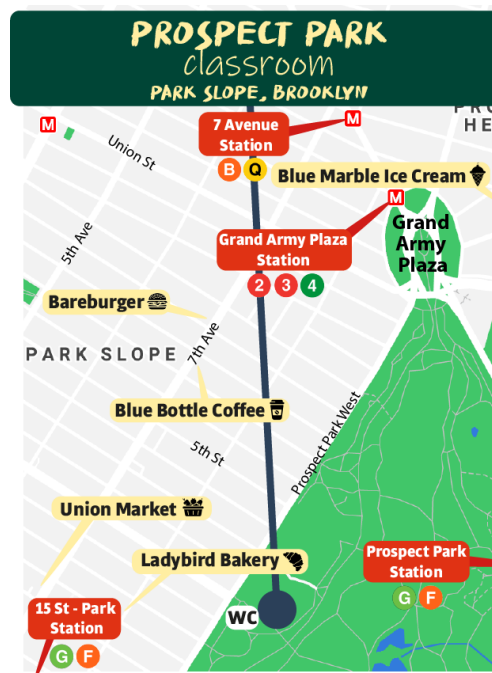 PROSPECT PARK
classroom
PARK SLOPE, BROOKLYN
M
M
7 Avenue
Station
B Q
Union St
Blue Marble Ice Cream
M
Grand
Army
Plaza
5th Ave
Grand Army Plaza
Station
2 3 4
Bareburger
7th Ave
PARK SLOPE
Blue Bottle Coffee
Prospect Park West
5th St
Union Market
Ladybird Bakery
Prospect Park
Station
G F
15 St - Park
Station
G F
WC